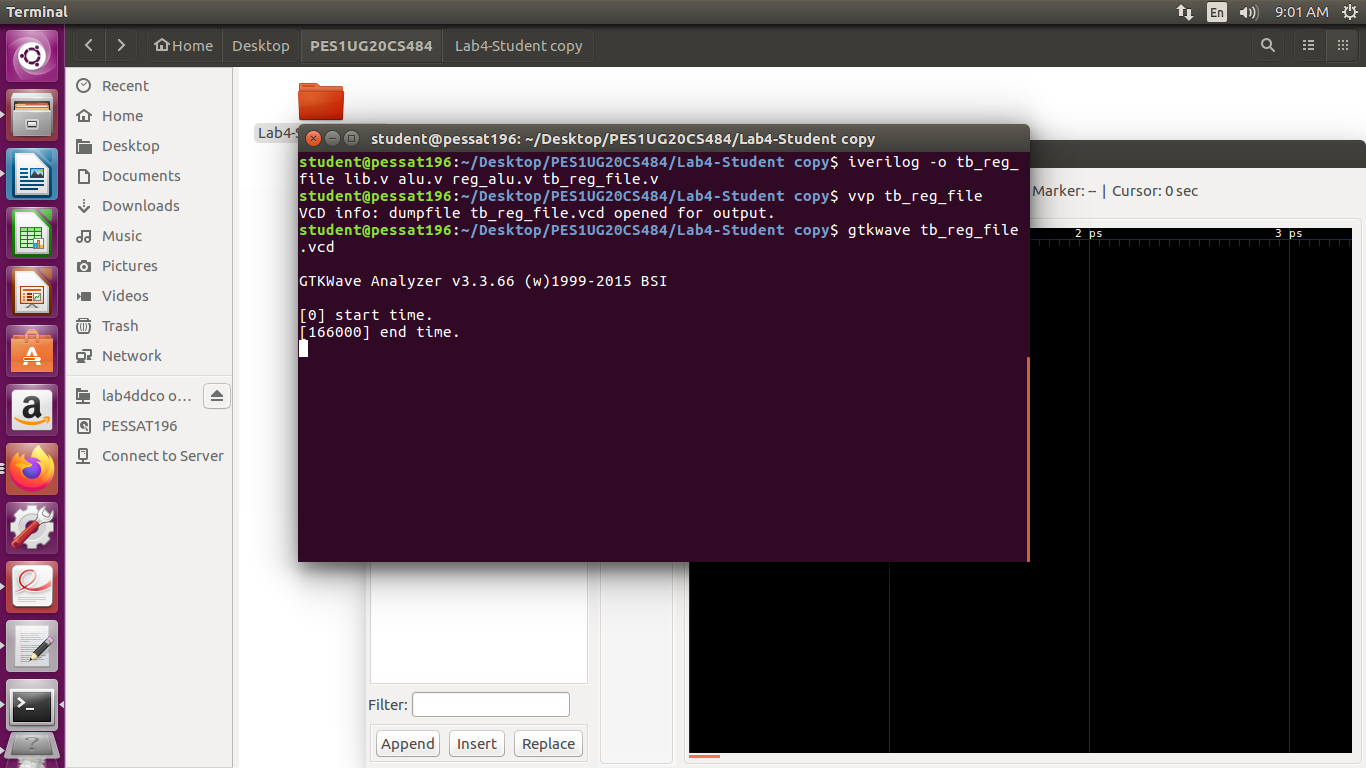 Terminal
En
9:01 AM
Home
Desktop
PES1UG20CS484
Lab4-Student copy
Recent
Home
Desktop
Documents
Downloads
Music
Pictures
Videos
Trash
Network
lab4ddco o...
PESSAT196
Connect to Server
student@pessat196: ~/Desktop/PES1UG20CS484/Lab4-Student copy
student@pessat196:~/Desktop/PES1UG20CS484/Lab4-Student copy$ iverilog -o tb_reg_
file lib.v alu.v reg_alu.v tb_reg_file.v
student@pessat196:~/Desktop/PES1UG20CS484/Lab4-Student copy$ vvp tb_reg_file
VCD info: dumpfile tb_reg_file.vcd opened for output.
student@pessat196:~/Desktop/PES1UG20CS484/Lab4-Student copy$ gtkwave tb_reg_file
.vcd
GTKWave Analyzer v3.3.66 (w)1999-2015 BSI
[0] start time.
[166000] end time.
Marker: -- | Cursor: 0 sec
2 ps
3 ps
Filter:
Append
Insert
Replace